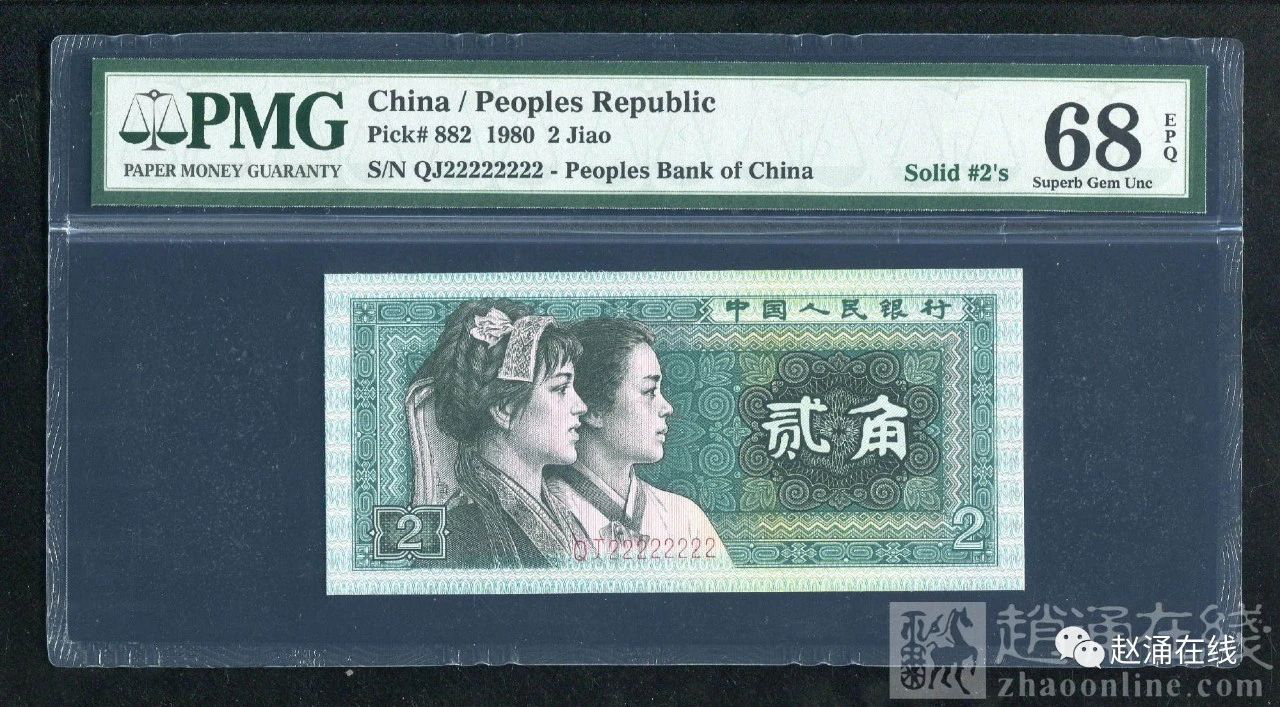 PMG
PAPER MONEY GUARANTY
China / Peoples Republic
Pick# 882 1980 2 Jiao
S/N QJ22222222 - Peoples Bank of China
Solid #2's
68
EPQ
Superb Gem Unc
中国人民银行
贰角
2
QJ22222222
2
趙涌在线
赵涌在线
zhaoonline.com